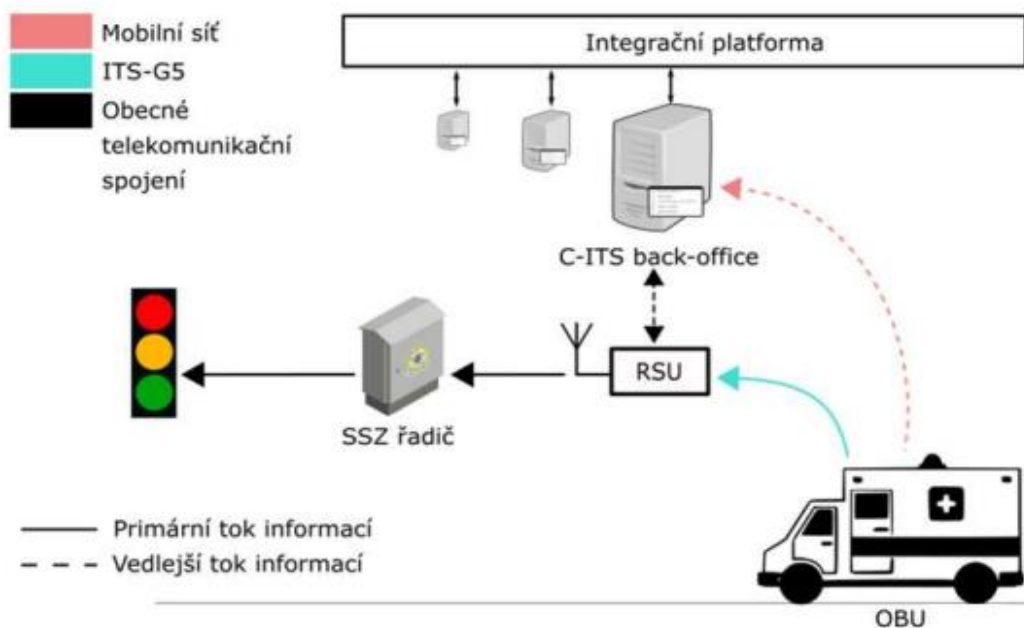 Mobilní síť
ITS-G5
Obecné
telekomunikační
spojení
Integrační platforma
C-ITS back-office
RSU
SSZ řadič
Primární tok informací
Vedlejší tok informací
OBU